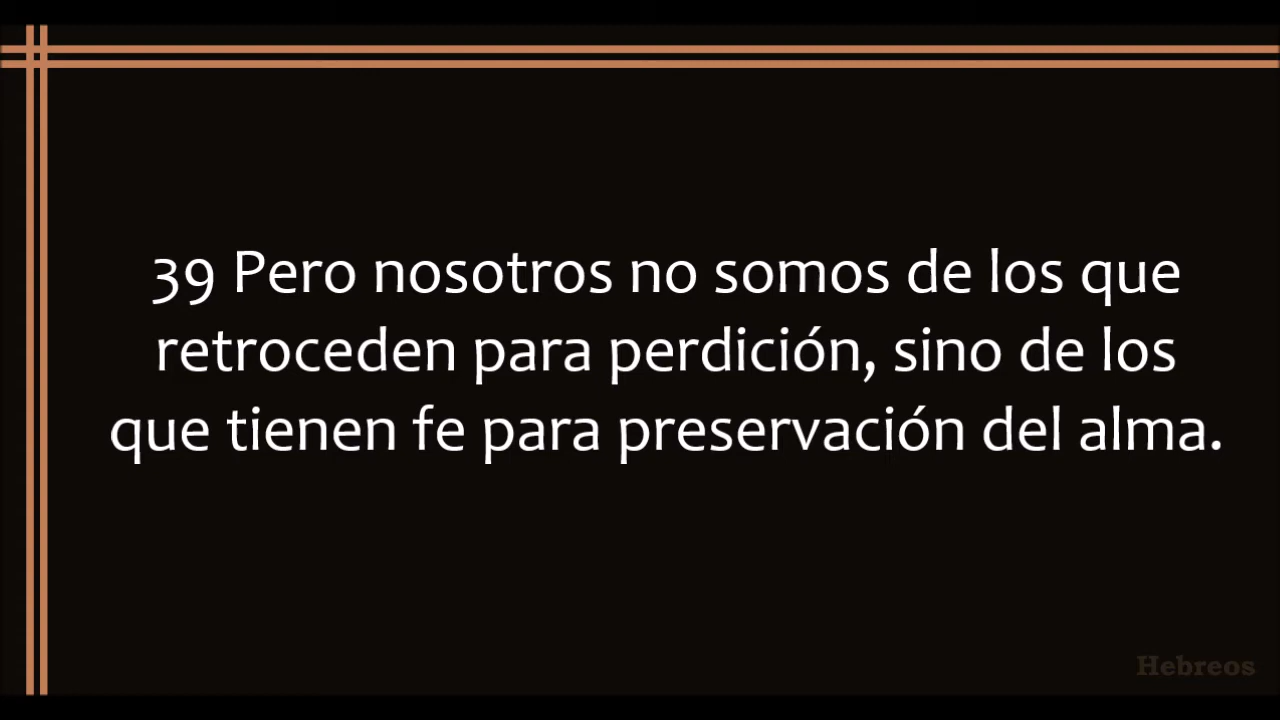 39 Pero nosotros no somos de los que
retroceden para perdición, sino de los
que tienen fe para preservación del alma.
Hebreos